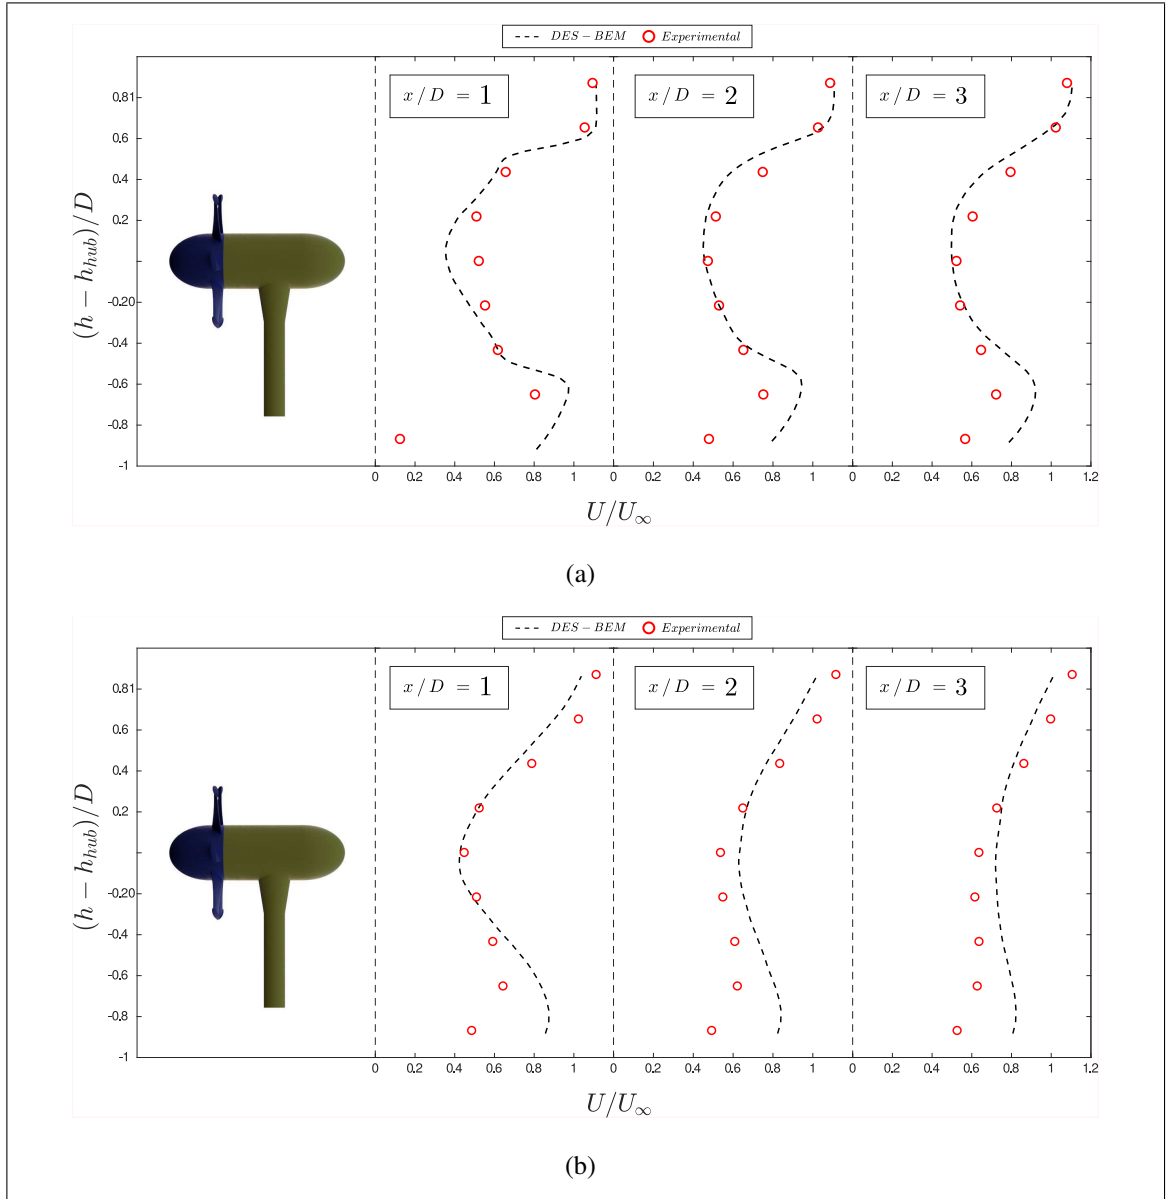 DES − BEM Experimental
x/D = 1 x/D = 2 x/D = 3
0.81
0.6
0.4
0.2
-0.20
-0.4
-0.6
-0.8
-1
(h − h_hub)/D
0 0.2 0.4 0.6 0.8 1 0 0.2 0.4 0.6 0.8 1 0 0.2 0.4 0.6 0.8 1 1.2
U/U∞
(a)
DES − BEM Experimental
x/D = 1 x/D = 2 x/D = 3
0.81
0.6
0.4
0.2
-0.20
-0.4
-0.6
-0.8
-1
(h − h_hub)/D
0 0.2 0.4 0.6 0.8 1 0 0.2 0.4 0.6 0.8 1 0 0.2 0.4 0.6 0.8 1 1.2
U/U∞
(b)